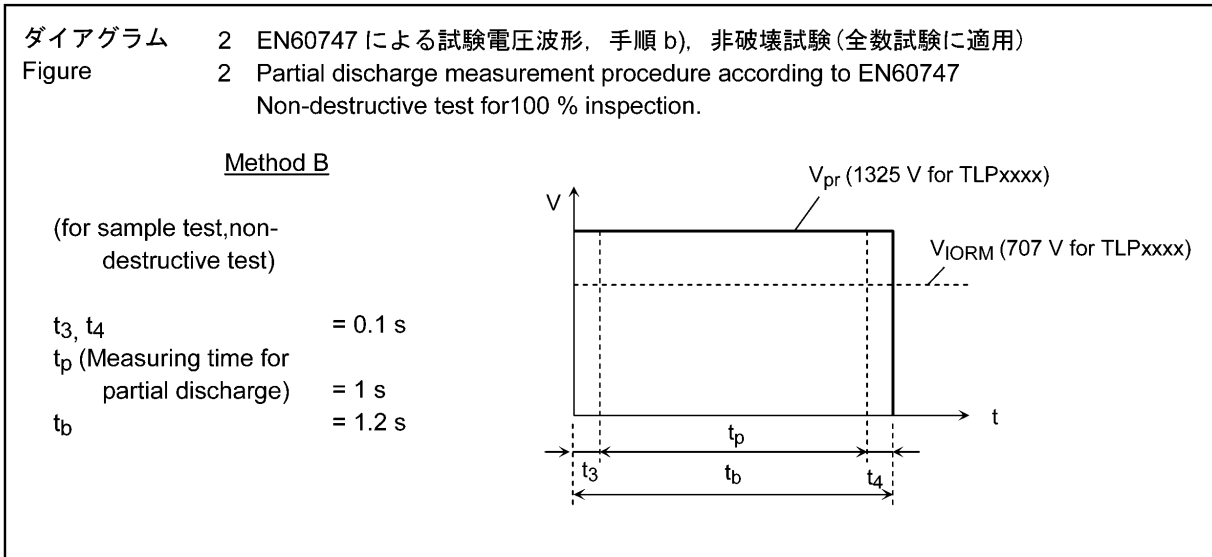 ダイアグラム 2 EN60747 による試験電圧波形, 手順 b), 非破壊試験(全数試験に適用)
Figure 2 Partial discharge measurement procedure according to EN60747
Non-destructive test for100 % inspection.
Method B
(for sample test,non-
destructive test)
t3, t4 = 0.1 s
tp (Measuring time for
partial discharge) = 1 s
tb = 1.2 s
Vpr (1325 V for TLPxxxx)
V
VIORM (707 V for TLPxxxx)
t
tp
t3 tb t4